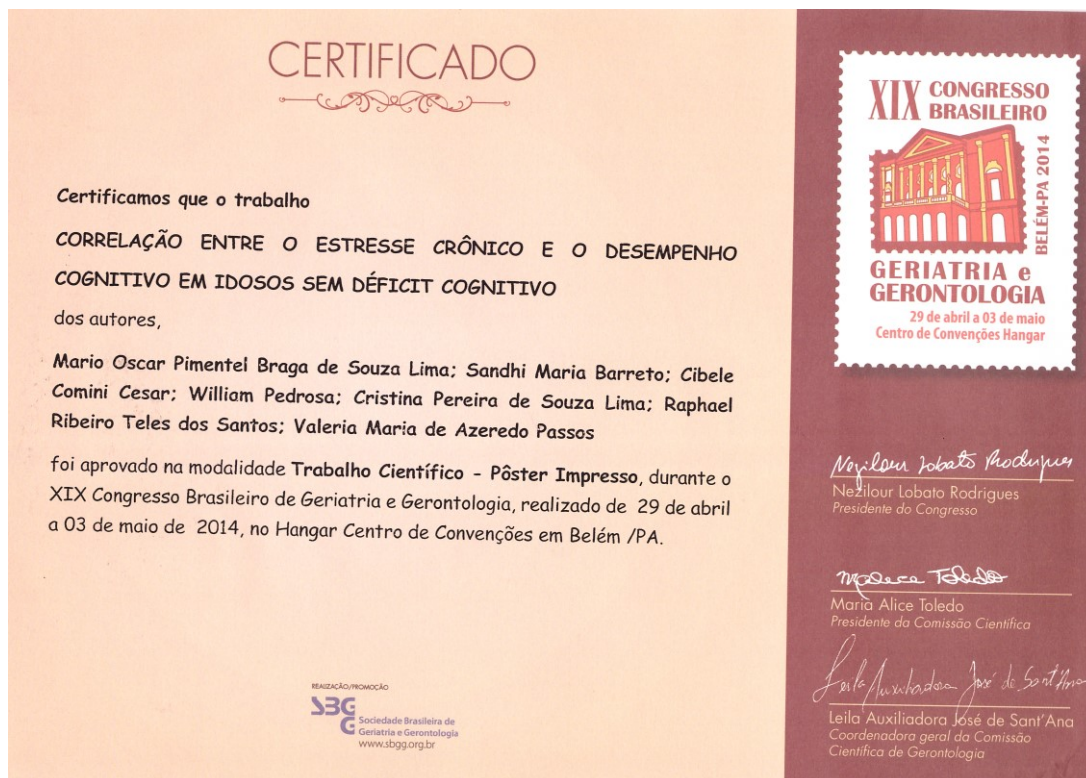 CERTIFICADO
Certificamos que o trabalho
CORRELAÇÃO ENTRE O ESTRESSE CRÔNICO E O DESEMPENHO
COGNITIVO EM IDOSOS SEM DÉFICIT COGNITIVO
dos autores,
Mario Oscar Pimentel Braga de Souza Lima; Sandhi Maria Barreto; Cibele
Comini Cesar; William Pedrosa; Cristina Pereira de Souza Lima; Raphael
Ribeiro Teles dos Santos; Valeria Maria de Azeredo Passos
foi aprovado na modalidade Trabalho Científico - Pôster Impresso, durante o
XIX Congresso Brasileiro de Geriatria e Gerontologia, realizado de 29 de abril
a 03 de maio de 2014, no Hangar Centro de Convenções em Belém /PA.
REALIZAÇÃO/PROMOÇÃO
SBGG
Sociedade Brasileira de
Geriatria e Gerontologia
www.sbgg.org.br
XIX CONGRESSO
BRASILEIRO
BELÉM-PA 2014
GERIATRIA e
GERONTOLOGIA
29 de abril a 03 de maio
Centro de Convenções Hangar
Nezilour Lobato Rodrigues
Nezilour Lobato Rodrigues
Presidente do Congresso
Toledo
Maria Alice Toledo
Presidente da Comissão Científica
Leila Auxiliadora José de Sant'Ana
Leila Auxiliadora José de Sant'Ana
Coordenadora geral da Comissão
Científica de Gerontologia